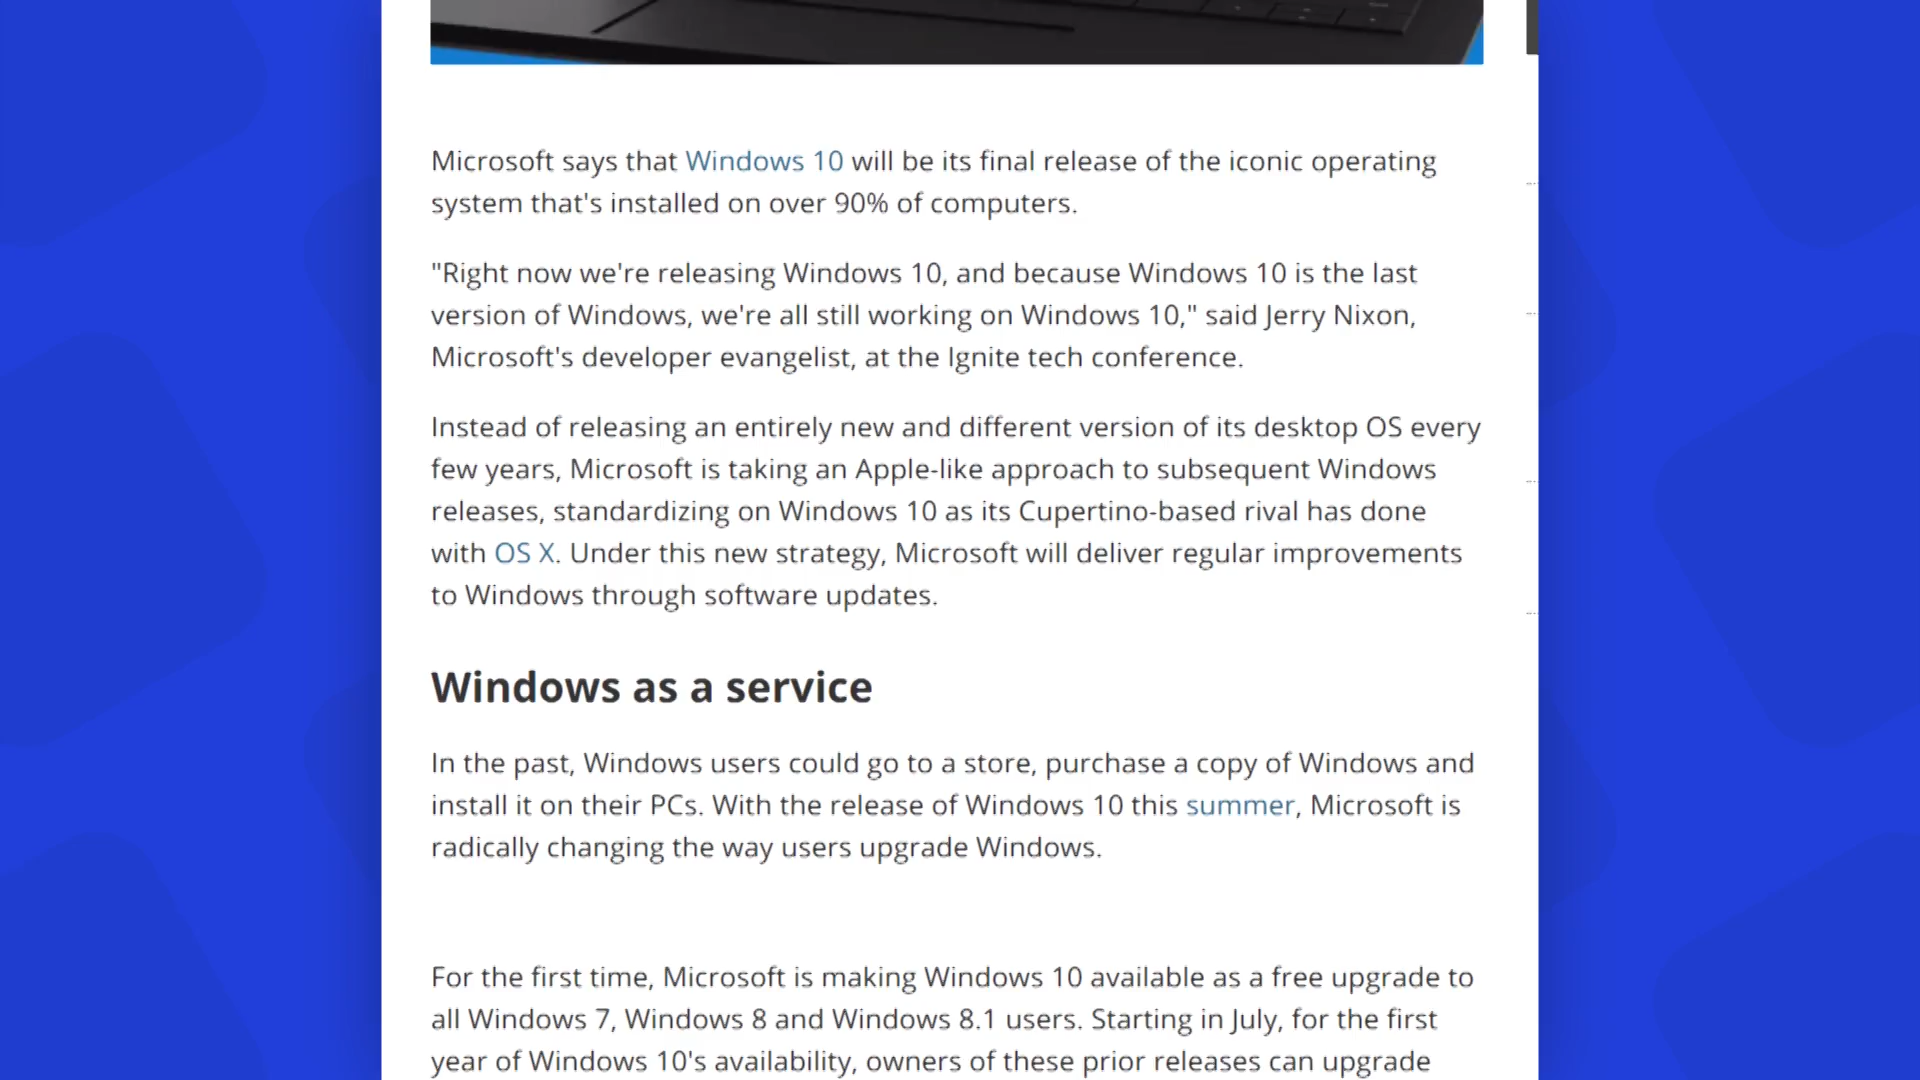 Microsoft says that Windows 10 will be its final release of the iconic operating
system that's installed on over 90% of computers.
"Right now we're releasing Windows 10, and because Windows 10 is the last
version of Windows, we're all still working on Windows 10," said Jerry Nixon,
Microsoft's developer evangelist, at the Ignite tech conference.
Instead of releasing an entirely new and different version of its desktop OS every
few years, Microsoft is taking an Apple-like approach to subsequent Windows
releases, standardizing on Windows 10 as its Cupertino-based rival has done
with OS X. Under this new strategy, Microsoft will deliver regular improvements
to Windows through software updates.
Windows as a service
In the past, Windows users could go to a store, purchase a copy of Windows and
install it on their PCs. With the release of Windows 10 this summer, Microsoft is
radically changing the way users upgrade Windows.
For the first time, Microsoft is making Windows 10 available as a free upgrade to
all Windows 7, Windows 8 and Windows 8.1 users. Starting in July, for the first
year of Windows 10's availability, owners of these prior releases can upgrade